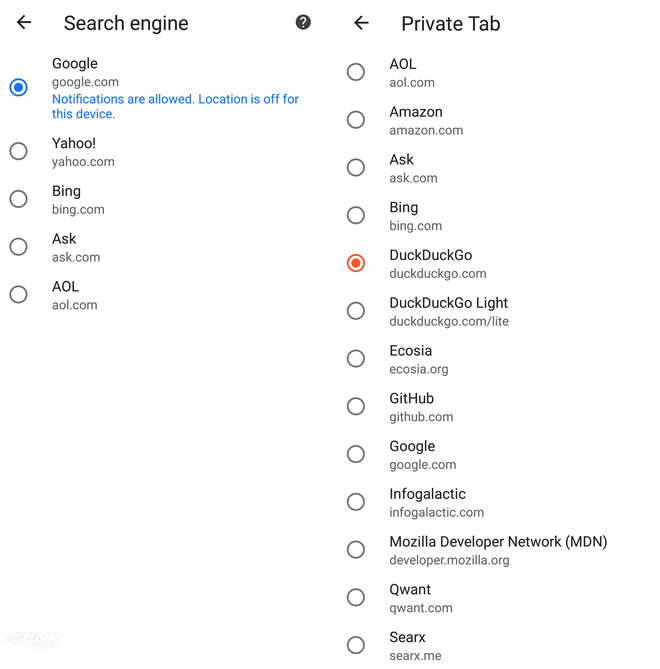 Search engine
Google
google.com
Notifications are allowed. Location is off for
this device.
Yahoo!
yahoo.com
Bing
bing.com
Ask
ask.com
AOL
aol.com
GENK
Private Tab
AOL
aol.com
Amazon
amazon.com
Ask
ask.com
Bing
bing.com
DuckDuckGo
duckduckgo.com
DuckDuckGo Light
duckduckgo.com/lite
Ecosia
ecosia.org
GitHub
github.com
Google
google.com
Infogalactic
infogalactic.com
Mozilla Developer Network (MDN)
developer.mozilla.org
Qwant
qwant.com
Searx
searx.me